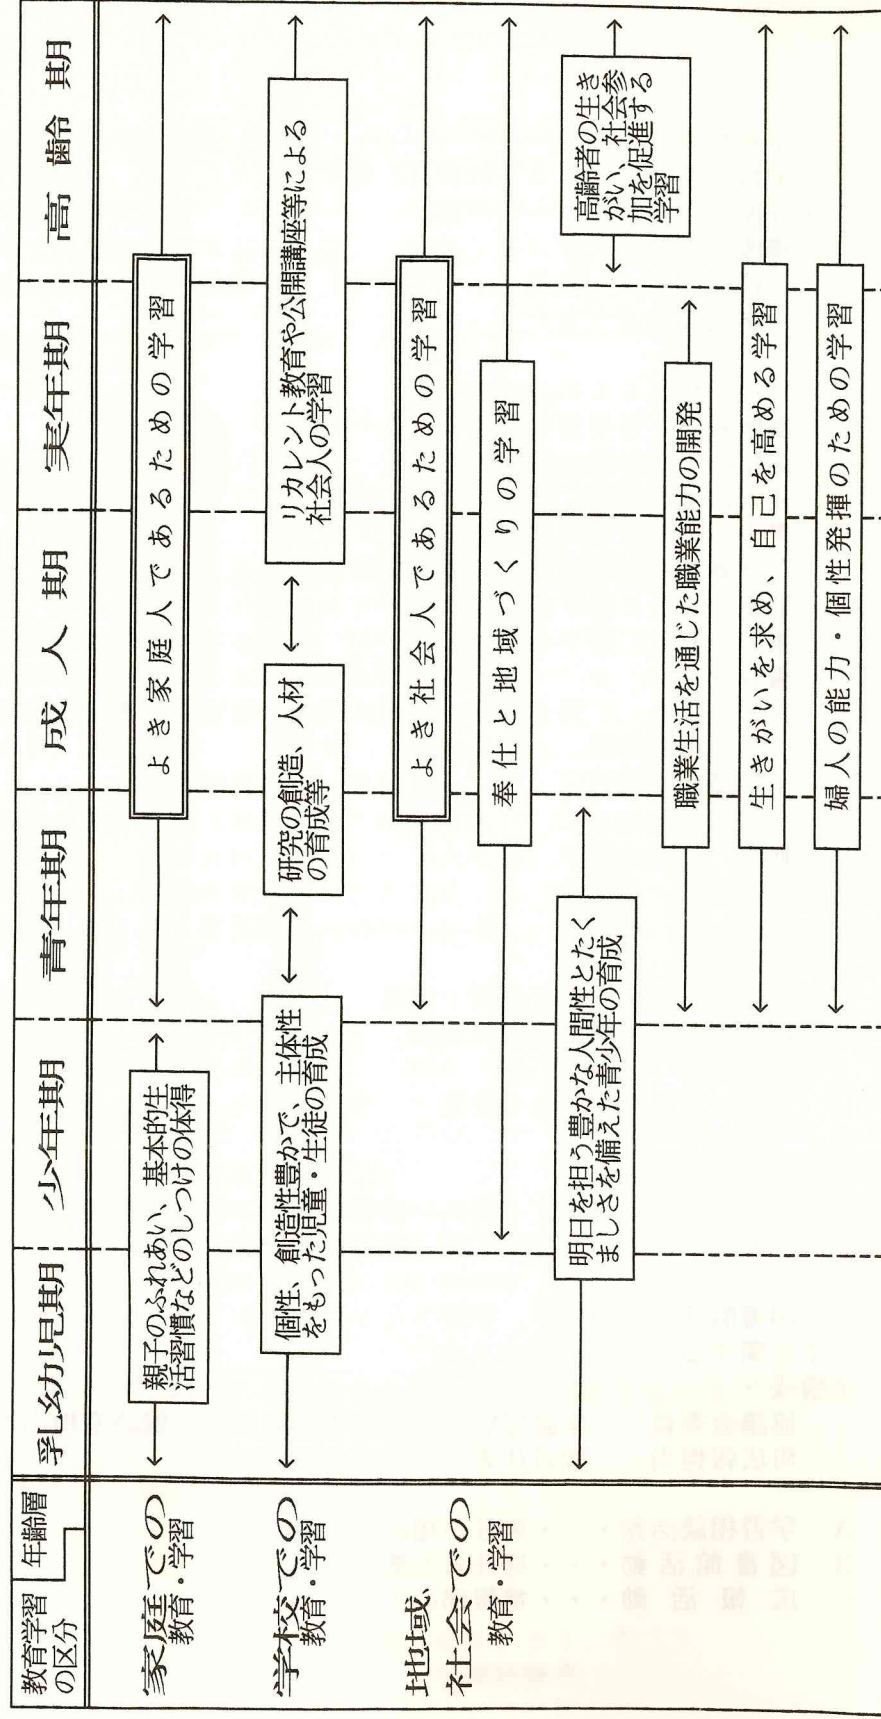 教育学習
の区分
年齢層
乳幼児期
少年期
青年期
成人期
実年期
高齢期
家庭での
教育・学習
親子のふれあい、基本的生
活習慣などのしつけの体得
よき家庭人であるための学習
学校での
教育・学習
個性、創造性豊かで、主体性
をもった児童・生徒の育成
研究の創造、人材
の育成等
リカレント教育や公開講座等による
社会人の学習
地域、
社会での
教育・学習
よき社会人であるための学習
奉仕と地域づくりの学習
明日を担う豊かな人間性とたく
ましさを備えた青少年の育成
高齢者の生き
がい、社会参
加を促進する
学習
職業生活を通じた職業能力の開発
生きがいを求め、自己を高める学習
婦人の能力・個性発揮のための学習